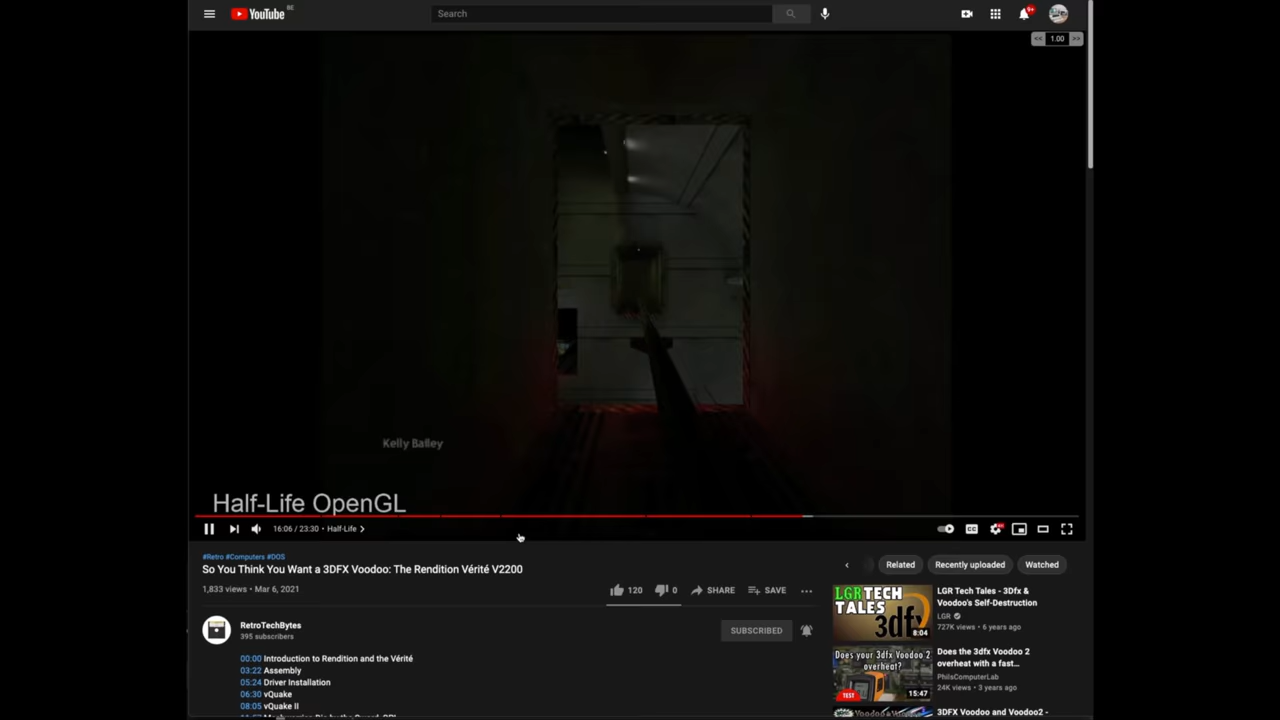 YouTube BE
Search
9+
<< 1.00 >>
Kelly Bailey
Half-Life OpenGL
16:06 / 23:30 • Half-Life >
CC
HD
#Retro #Computers #DOS
So You Think You Want a 3DFX Voodoo: The Rendition Vérité V2200
1,833 views • Mar 6, 2021
120
0
SHARE
SAVE
RetroTechBytes
395 subscribers
SUBSCRIBED
00:00 Introduction to Rendition and the Vérité
03:22 Assembly
05:24 Driver Installation
06:30 vQuake
08:05 vQuake II
Related
Recently uploaded
Watched
LGR TECH
TALES
3dfx
8:04
LGR Tech Tales - 3Dfx &
Voodoo's Self-Destruction
LGR
727K views • 6 years ago
Does your 3dfx Voodoo 2
overheat?
TEST
15:47
Does the 3dfx Voodoo 2
overheat with a fast...
PhilsComputerLab
24K views • 3 years ago
3DFX Voodoo and Voodoo2 -